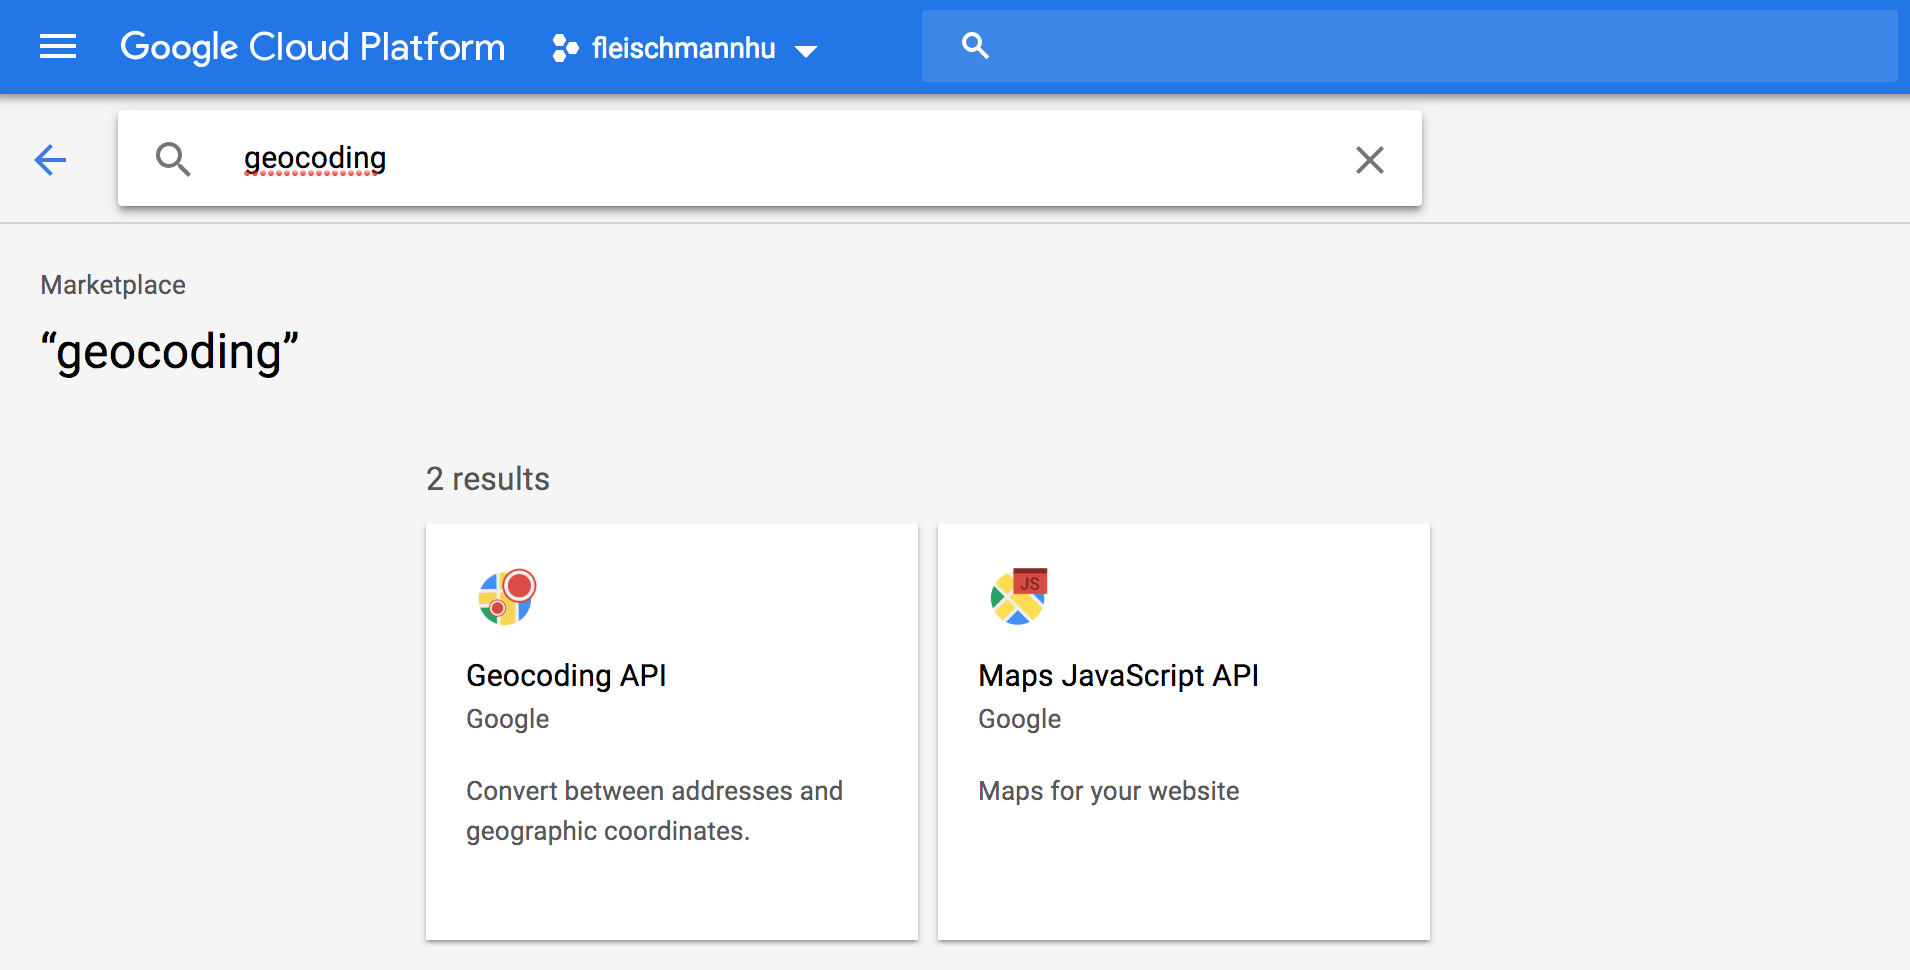 Google Cloud Platform
fleischmannhu
geocoding
Marketplace
“geocoding”
2 results
Geocoding API
Google
Convert between addresses and
geographic coordinates.
JS
Maps JavaScript API
Google
Maps for your website